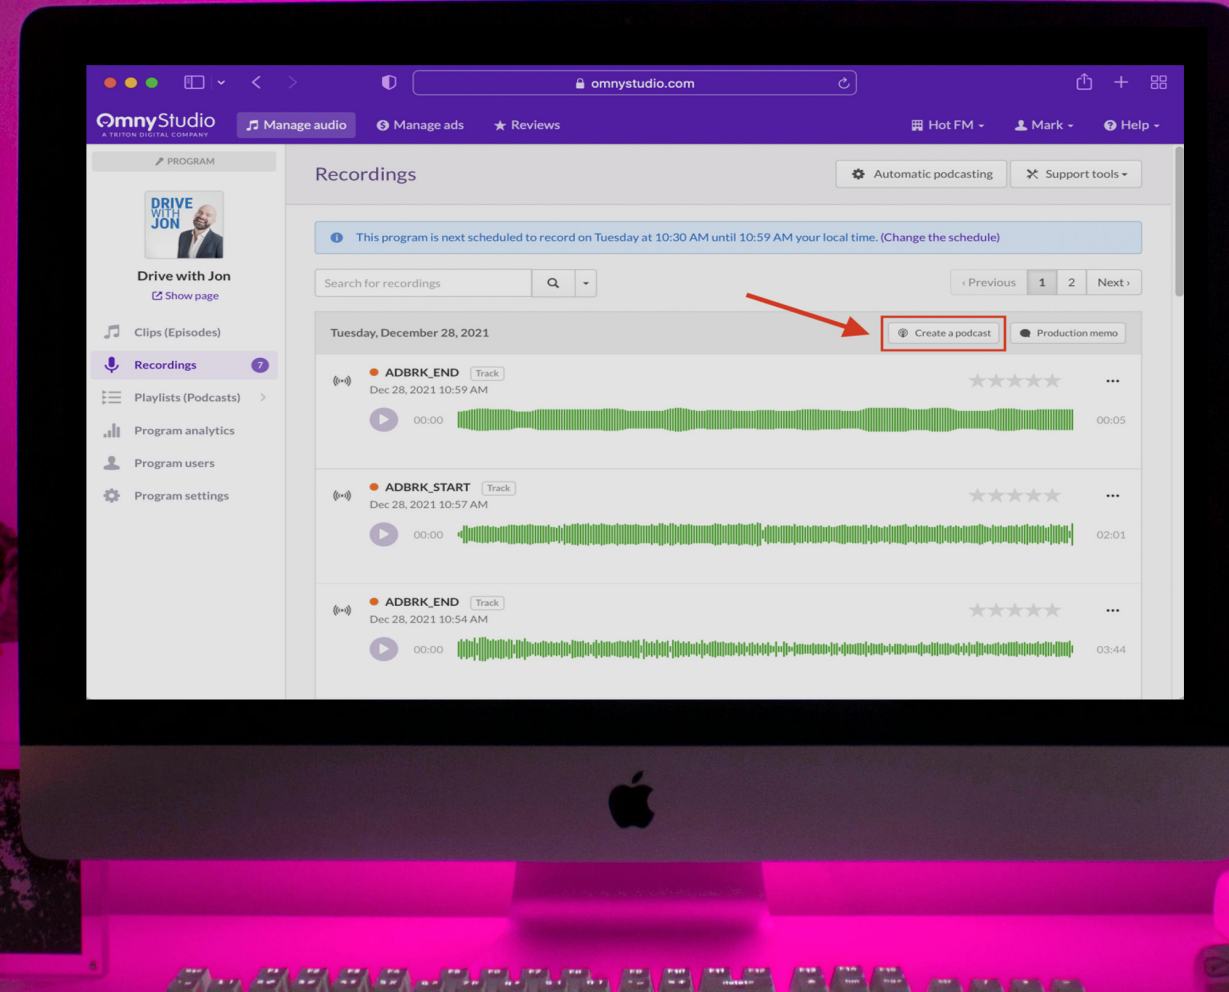 omnystudio.com
OmnyStudio
A TRITON DIGITAL COMPANY
Manage audio
Manage ads
Reviews
Hot FM
Mark
Help
PROGRAM
DRIVE
WITH
JON
Drive with Jon
Show page
Clips (Episodes)
Recordings
7
Playlists (Podcasts)
Program analytics
Program users
Program settings
Recordings
Automatic podcasting
Support tools
This program is next scheduled to record on Tuesday at 10:30 AM until 10:59 AM your local time. (Change the schedule)
Search for recordings
‹ Previous
1
2
Next ›
Tuesday, December 28, 2021
Create a podcast
Production memo
ADBRK_END Track
Dec 28, 2021 10:59 AM
00:00
00:05
ADBRK_START Track
Dec 28, 2021 10:57 AM
00:00
02:01
ADBRK_END Track
Dec 28, 2021 10:54 AM
00:00
03:44